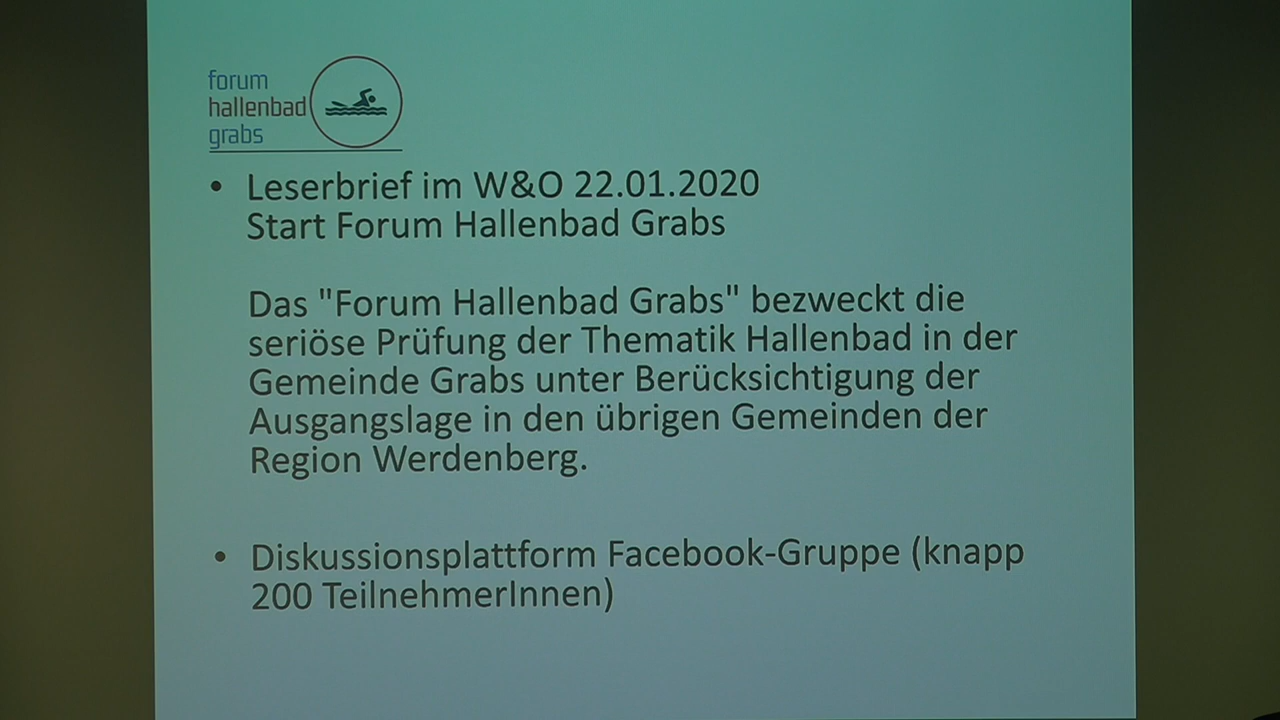 forum
hallenbad
grabs
• Leserbrief im W&O 22.01.2020
Start Forum Hallenbad Grabs
Das "Forum Hallenbad Grabs" bezweckt die
seriöse Prüfung der Thematik Hallenbad in der
Gemeinde Grabs unter Berücksichtigung der
Ausgangslage in den übrigen Gemeinden der
Region Werdenberg.
• Diskussionsplattform Facebook-Gruppe (knapp
200 TeilnehmerInnen)